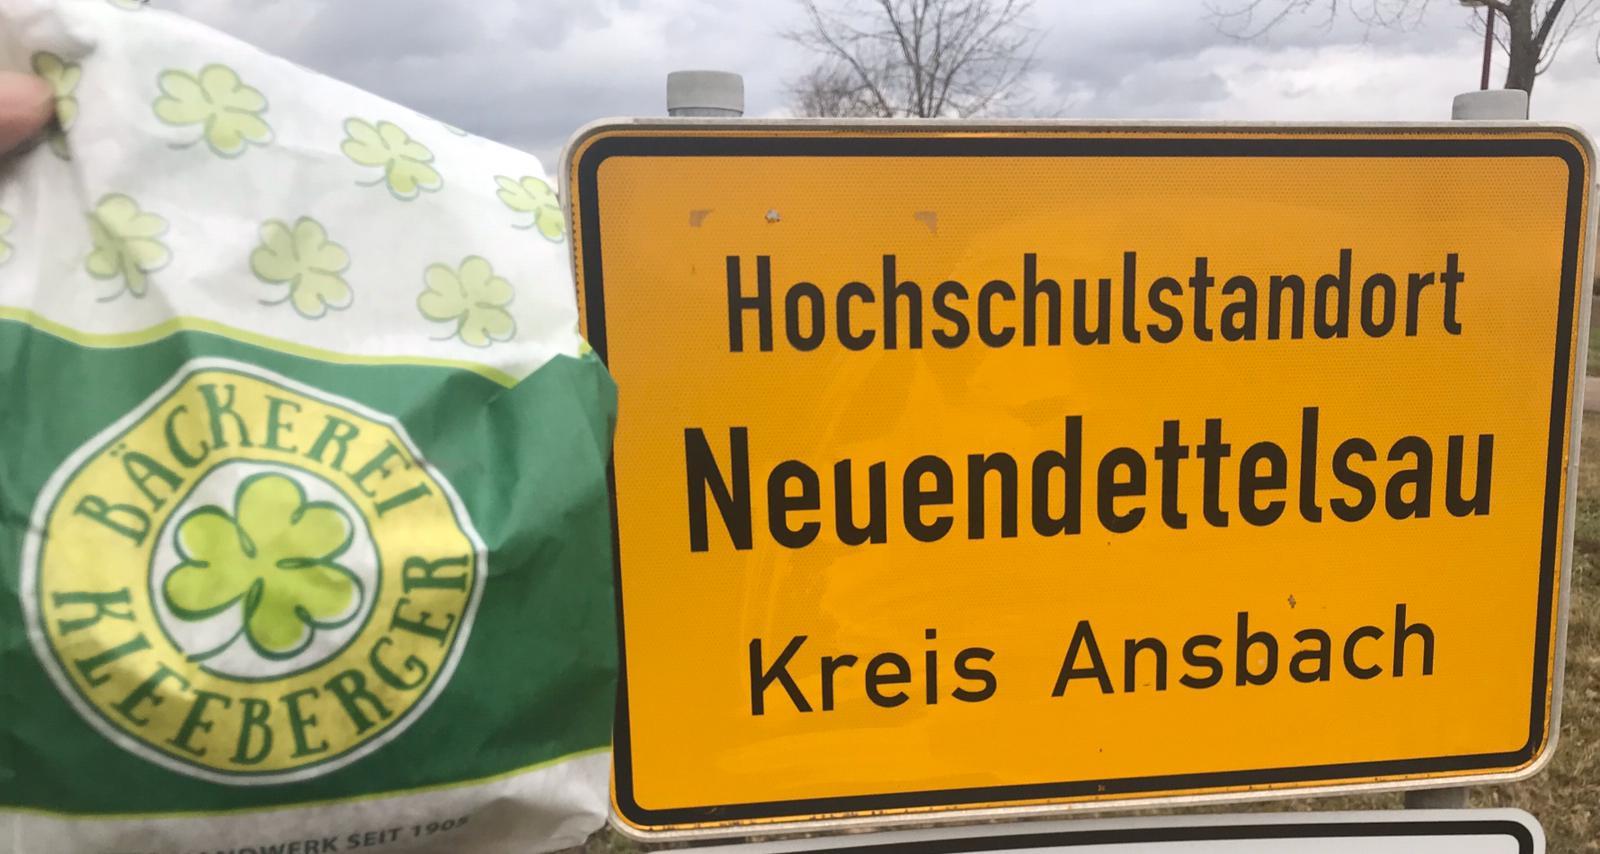 BÄCKEREI
KLEEBERGER
HANDWERK SEIT 1905
Hochschulstandort
Neuendettelsau
Kreis Ansbach